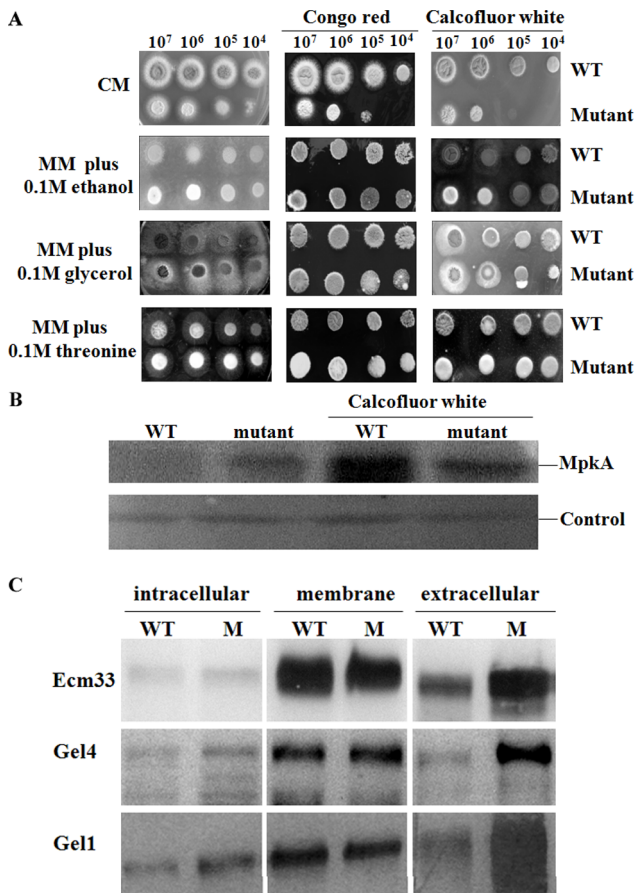 A
Congo red
Calcofluor white
10⁷ 10⁶ 10⁵ 10⁴ 10⁷ 10⁶ 10⁵ 10⁴ 10⁷ 10⁶ 10⁵ 10⁴
CM
WT
Mutant
MM plus
0.1M ethanol
WT
Mutant
MM plus
0.1M glycerol
WT
Mutant
MM plus
0.1M threonine
WT
Mutant
B
Calcofluor white
WT mutant WT mutant
MpkA
Control
C
intracellular membrane extracellular
WT M WT M WT M
Ecm33
Gel4
Gel1